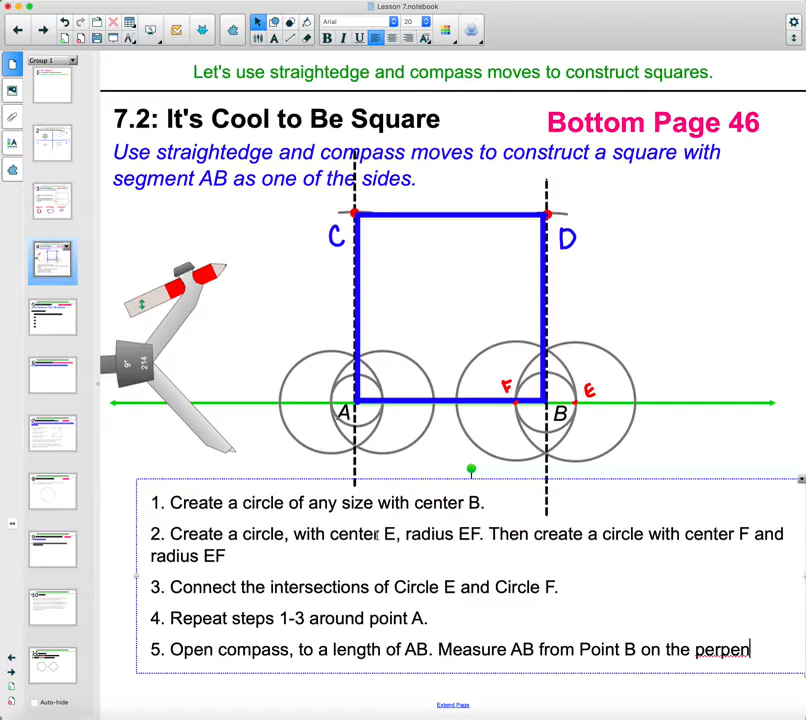 Lesson 7.notebook
Arial
20
B I U
Group 1
Let's use straightedge and compass moves to construct squares.
7.2: It's Cool to Be Square
Bottom Page 46
Use straightedge and compass moves to construct a square with
segment AB as one of the sides.
C
D
9°
214
F
E
A
B
1. Create a circle of any size with center B.
2. Create a circle, with center E, radius EF. Then create a circle with center F and
radius EF
3. Connect the intersections of Circle E and Circle F.
4. Repeat steps 1-3 around point A.
5. Open compass, to a length of AB. Measure AB from Point B on the perpen
Auto-hide
Extend Page